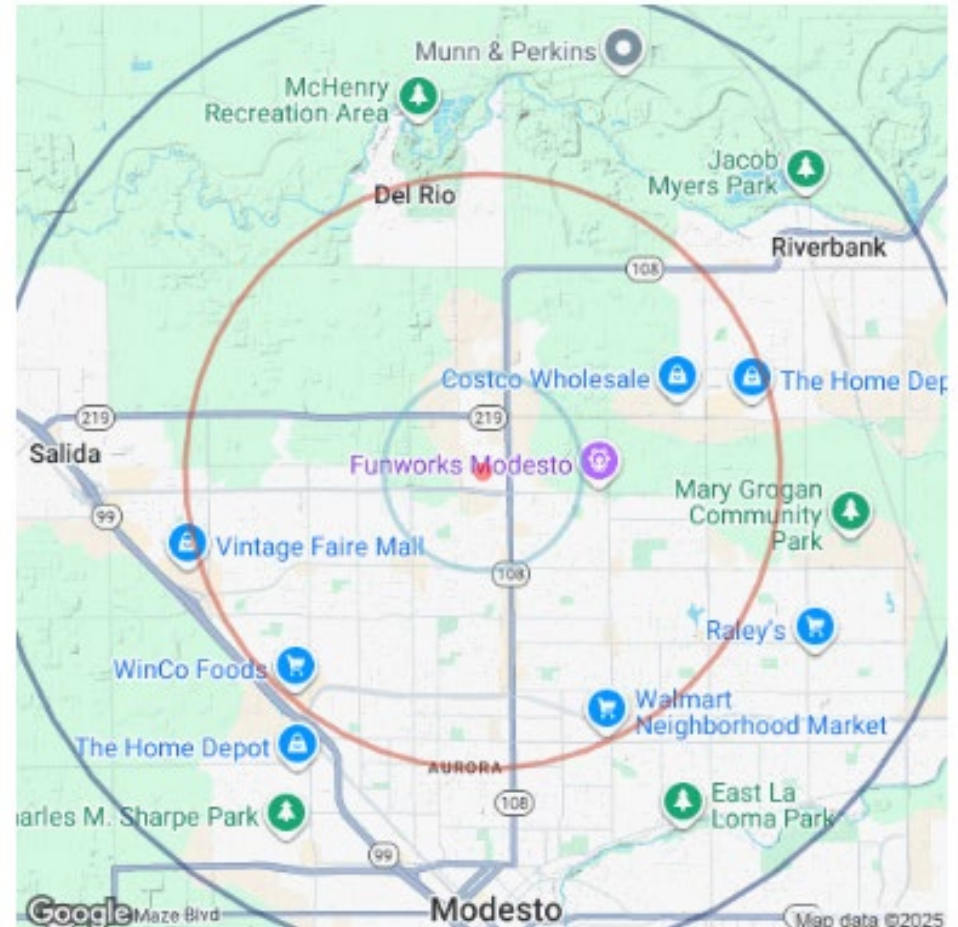 Munn & Perkins
McHenry
Recreation Area
Jacob
Myers Park
Del Rio
Riverbank
108
Costco Wholesale
The Home Dep
219
219
Salida
Funworks Modesto
Mary Grogan
Community
Park
99
Vintage Faire Mall
108
Raley's
WinCo Foods
Walmart
Neighborhood Market
The Home Depot
AURORA
108
East La
Loma Park
arles M. Sharpe Park
99
Modesto
Google
Maze Blvd
Map data ©2025